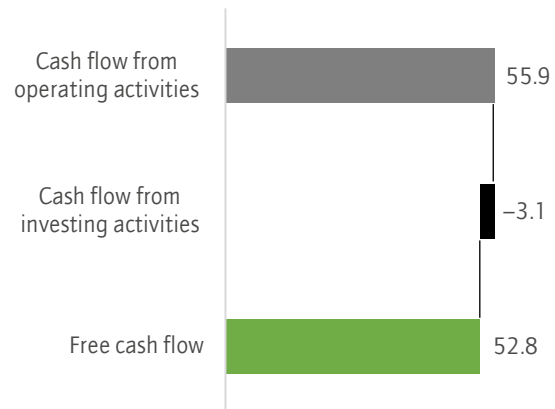 Cash flow from
operating activities
55.9
Cash flow from
investing activities
–3.1
Free cash flow
52.8